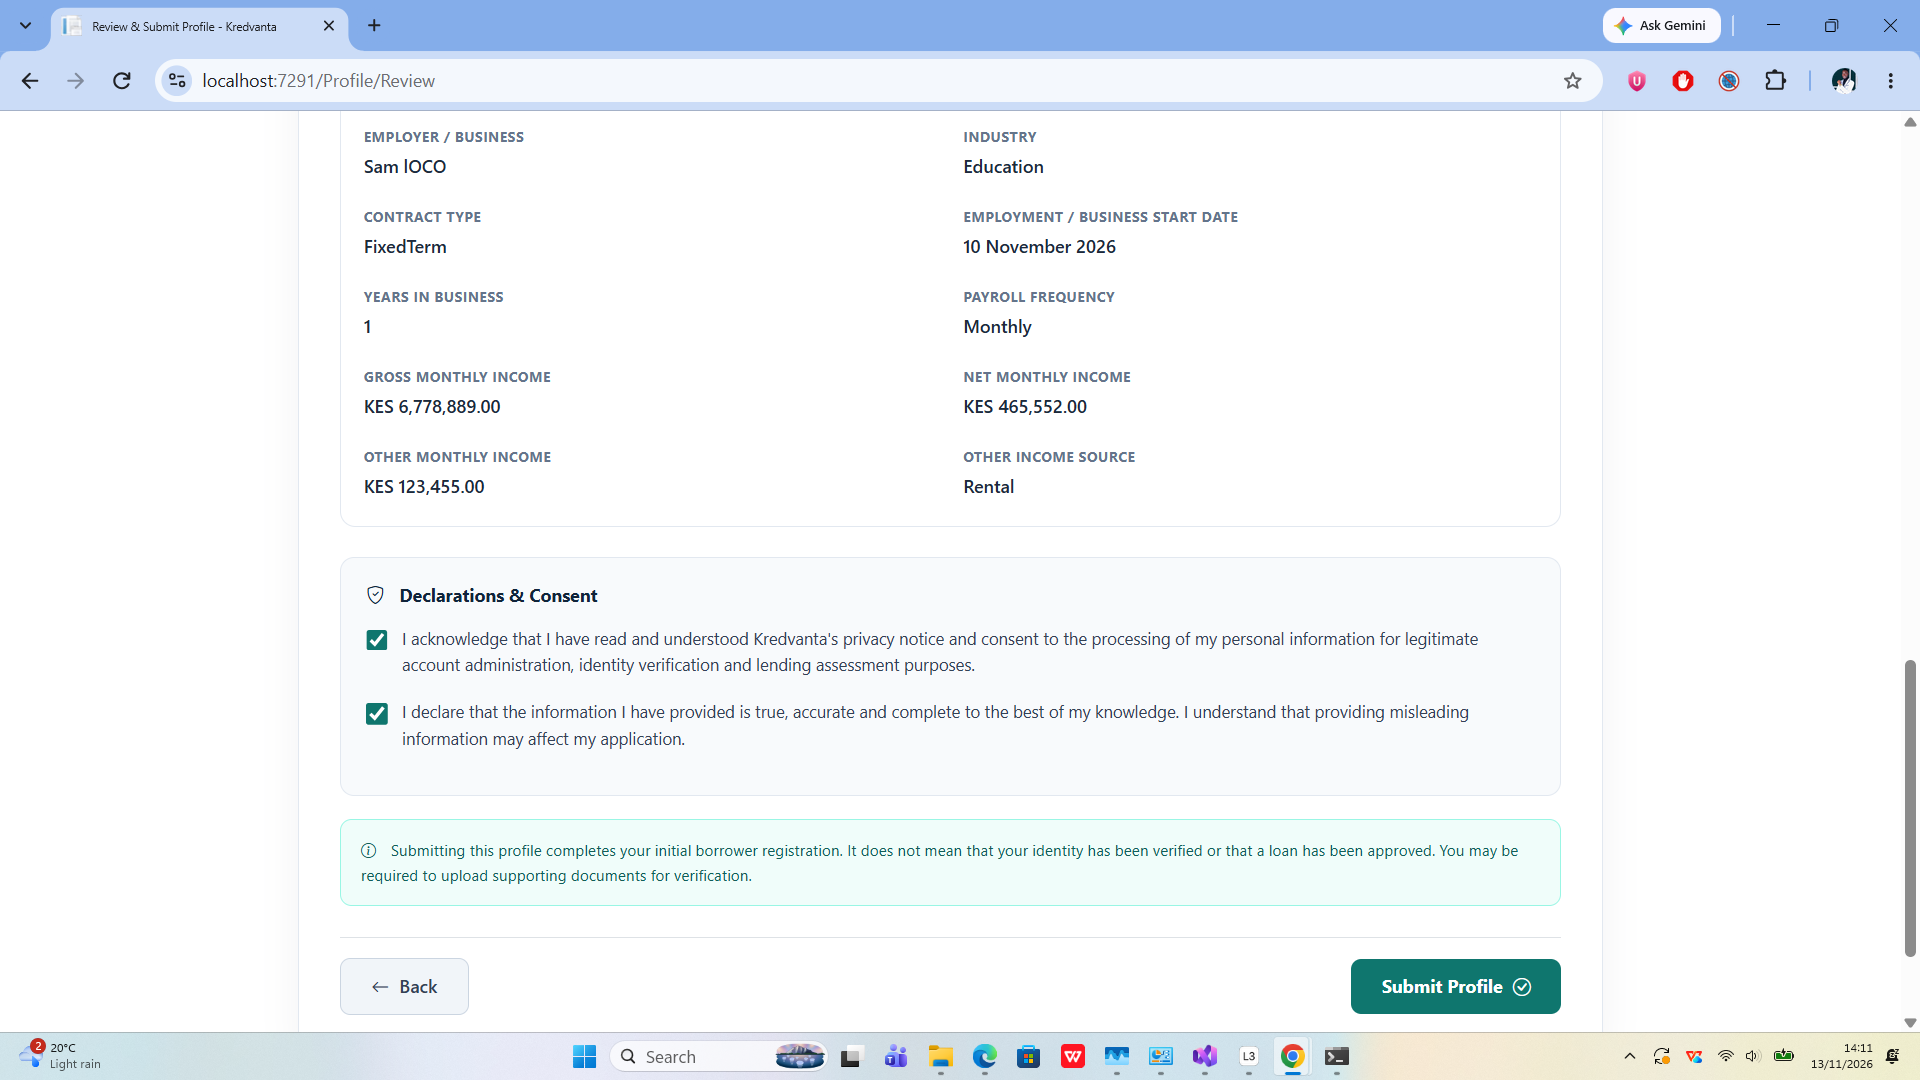 Review & Submit Profile - Kredvanta
Ask Gemini
localhost:7291/Profile/Review
EMPLOYER / BUSINESS
Sam lOCO
INDUSTRY
Education
CONTRACT TYPE
FixedTerm
EMPLOYMENT / BUSINESS START DATE
10 November 2026
YEARS IN BUSINESS
1
PAYROLL FREQUENCY
Monthly
GROSS MONTHLY INCOME
KES 6,778,889.00
NET MONTHLY INCOME
KES 465,552.00
OTHER MONTHLY INCOME
KES 123,455.00
OTHER INCOME SOURCE
Rental
Declarations & Consent
I acknowledge that I have read and understood Kredvanta's privacy notice and consent to the processing of my personal information for legitimate
account administration, identity verification and lending assessment purposes.
I declare that the information I have provided is true, accurate and complete to the best of my knowledge. I understand that providing misleading
information may affect my application.
Submitting this profile completes your initial borrower registration. It does not mean that your identity has been verified or that a loan has been approved. You may be
required to upload supporting documents for verification.
Back
Submit Profile
2
20°C
Light rain
Search
L3
14:11
13/11/2026